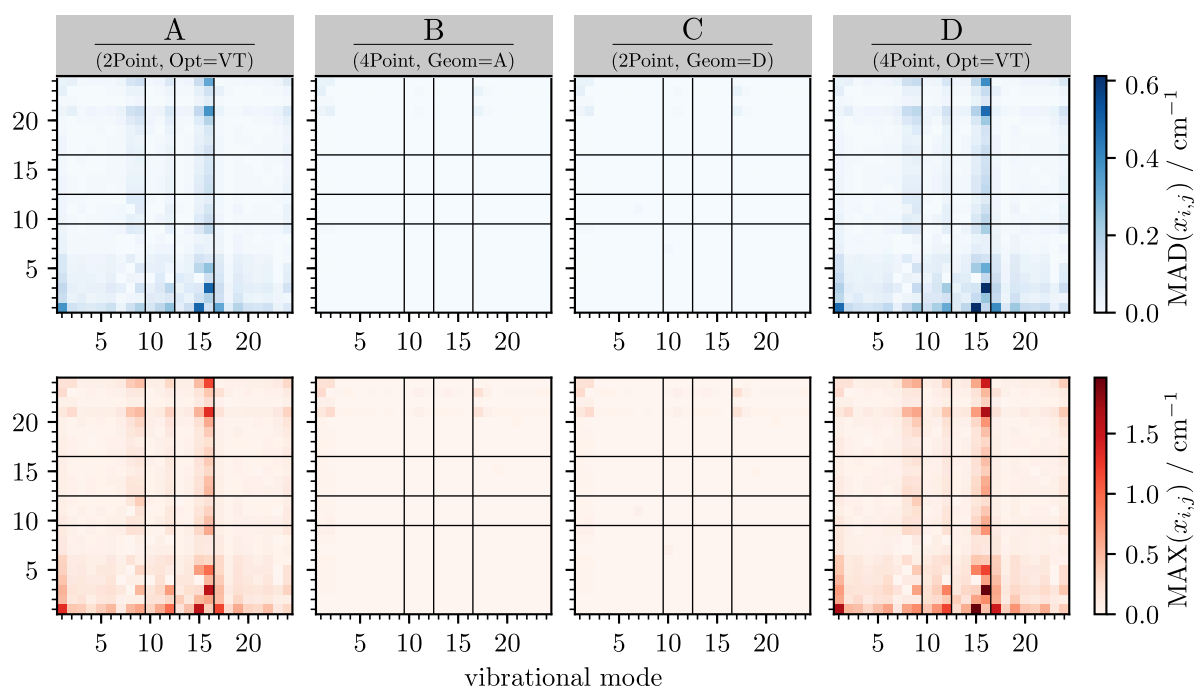 A B C D
(2Point, Opt=VT) (4Point, Geom=A) (2Point, Geom=D) (4Point, Opt=VT)
20
15
10
5
5 10 15 20 5 10 15 20 5 10 15 20 5 10 15 20
0.6
0.4
0.2
0.0
MAD(x_{i,j}) / cm⁻¹
20
15
10
5
5 10 15 20 5 10 15 20 5 10 15 20 5 10 15 20
1.5
1.0
0.5
0.0
MAX(x_{i,j}) / cm⁻¹
vibrational mode